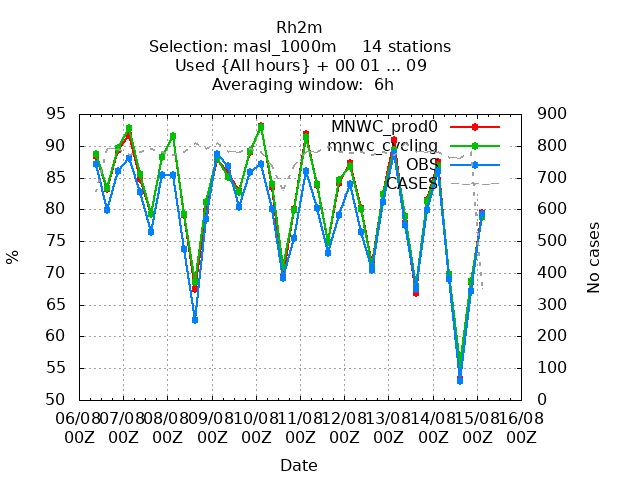 Rh2m
Selection: masl_1000m 14 stations
Used {All hours} + 00 01 ... 09
Averaging window: 6h
95 900
90 800
85 700
80 600
75 500
70 400
65 300
60 200
55 100
50 0
MNWC_prod0
mnwc_cycling
OBS
CASES
%
No cases
06/08 07/08 08/08 09/08 10/08 11/08 12/08 13/08 14/08 15/08 16/08
00Z 00Z 00Z 00Z 00Z 00Z 00Z 00Z 00Z 00Z 00Z
Date